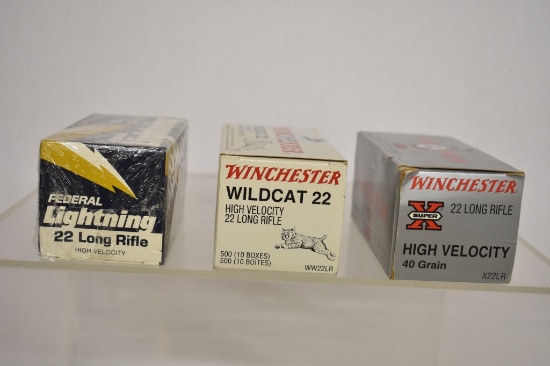 FEDERAL
Lightning
22 Long Rifle
HIGH VELOCITY
WINCHESTER
WILDCAT 22
HIGH VELOCITY
22 LONG RIFLE
500 (10 BOXES)
500 (10 BOITES)
WW22LR
WINCHESTER
SUPER X
22 LONG RIFLE
HIGH VELOCITY
40 Grain
X22LR